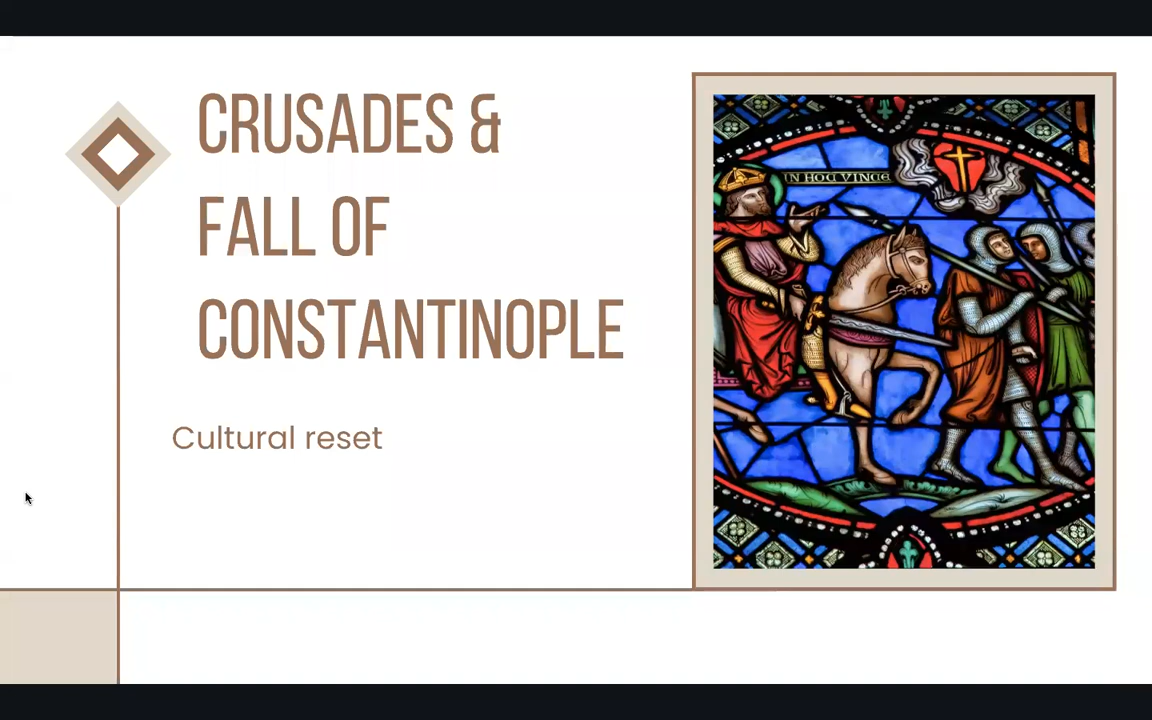 CRUSADES &
FALL OF
CONSTANTINOPLE
Cultural reset
IN HOC VINCE